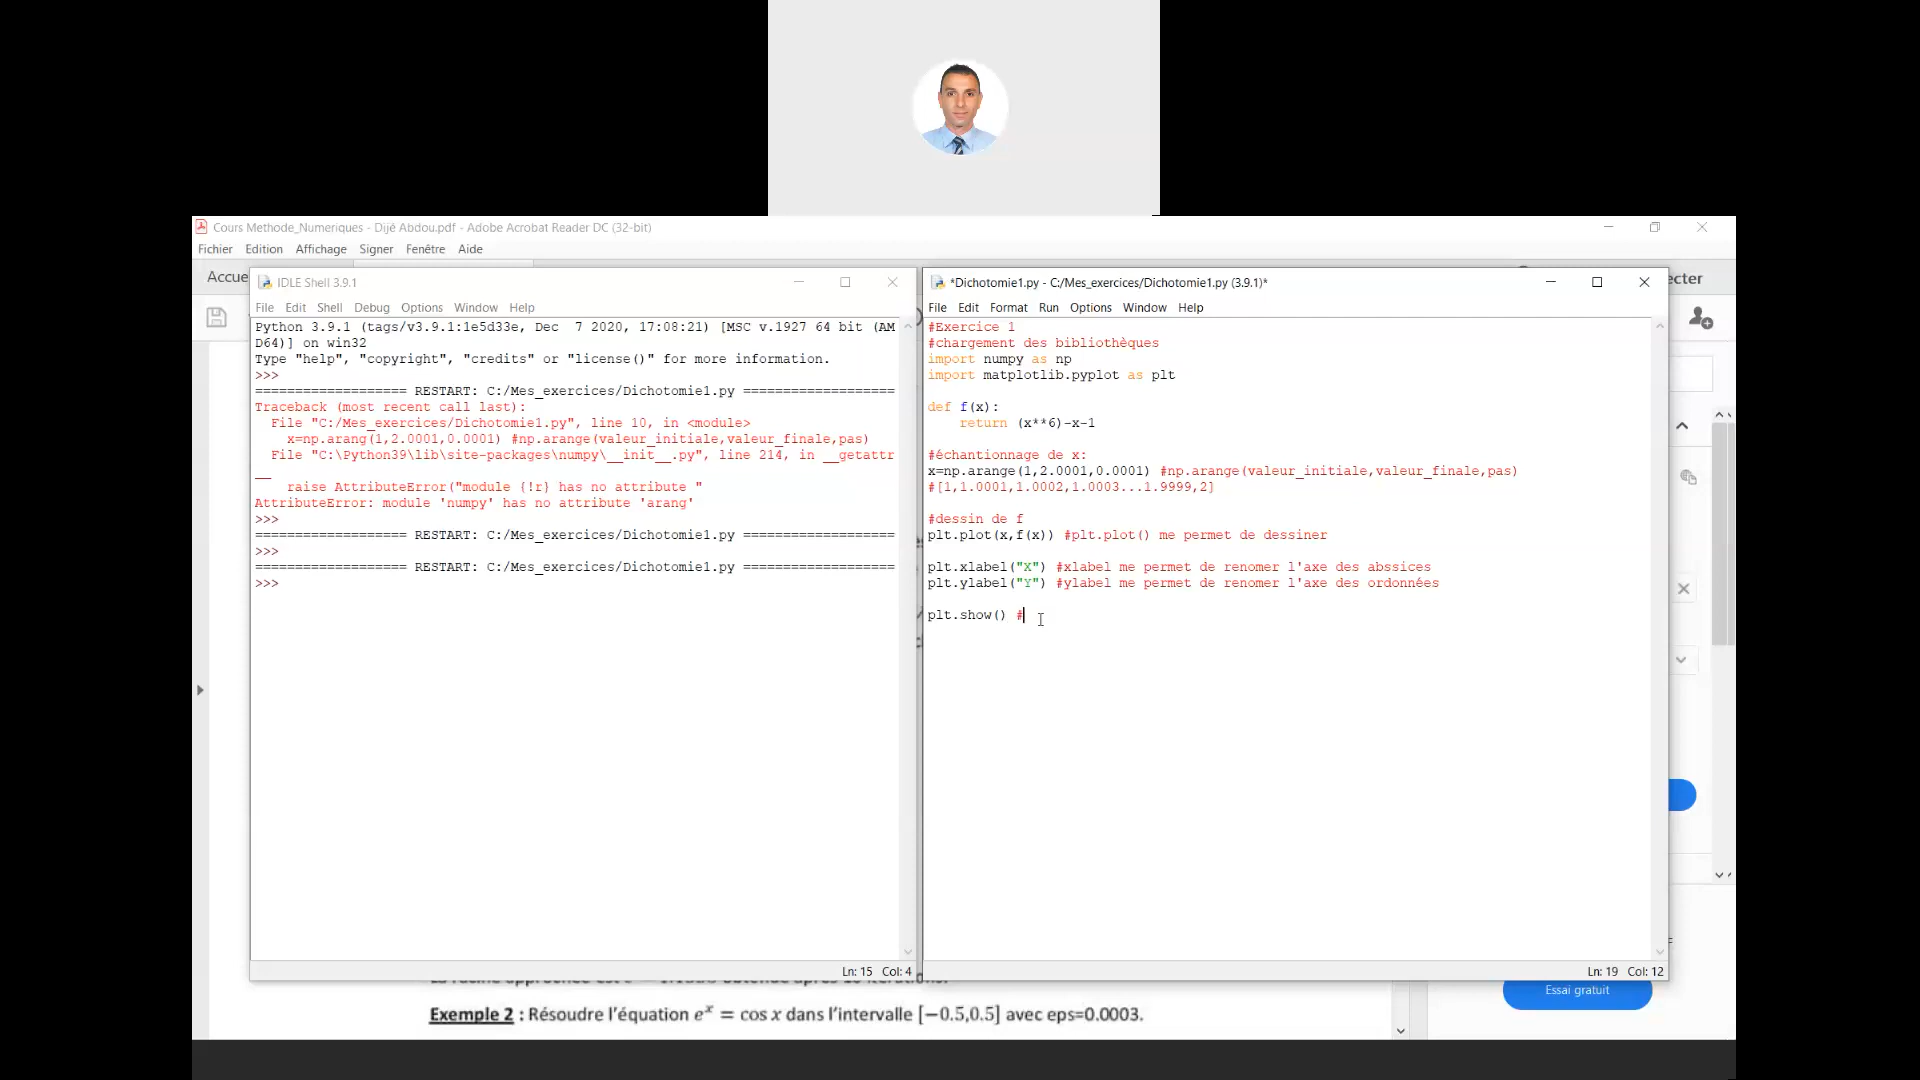 Cours Methode_Numeriques - Dijé Abdou.pdf - Adobe Acrobat Reader DC (32-bit)
Fichier Edition Affichage Signer Fenêtre Aide
Accue
ecter
IDLE Shell 3.9.1
File Edit Shell Debug Options Window Help
Python 3.9.1 (tags/v3.9.1:1e5d33e, Dec  7 2020, 17:08:21) [MSC v.1927 64 bit (AM
D64)] on win32
Type "help", "copyright", "credits" or "license()" for more information.
>>>
=================== RESTART: C:/Mes_exercices/Dichotomie1.py ===================
Traceback (most recent call last):
  File "C:/Mes_exercices/Dichotomie1.py", line 10, in <module>
    x=np.arang(1,2.0001,0.0001) #np.arange(valeur_initiale,valeur_finale,pas)
  File "C:\Python39\lib\site-packages\numpy\__init__.py", line 214, in __getattr
__
    raise AttributeError("module {!r} has no attribute "
AttributeError: module 'numpy' has no attribute 'arang'
>>>
=================== RESTART: C:/Mes_exercices/Dichotomie1.py ===================
>>>
=================== RESTART: C:/Mes_exercices/Dichotomie1.py ===================
>>>
Ln: 15 Col: 4
*Dichotomie1.py - C:/Mes_exercices/Dichotomie1.py (3.9.1)*
File Edit Format Run Options Window Help
#Exercice 1
#chargement des bibliothèques
import numpy as np
import matplotlib.pyplot as plt
def f(x):
    return (x**6)-x-1
#échantionnage de x:
x=np.arange(1,2.0001,0.0001) #np.arange(valeur_initiale,valeur_finale,pas)
#[1,1.0001,1.0002,1.0003...1.9999,2]
#dessin de f
plt.plot(x,f(x)) #plt.plot() me permet de dessiner
plt.xlabel("X") #xlabel me permet de renomer l'axe des abssices
plt.ylabel("Y") #ylabel me permet de renomer l'axe des ordonnées
plt.show() #
Ln: 19 Col: 12
Essai gratuit
Exemple 2 : Résoudre l'équation eˣ = cos x dans l'intervalle [−0.5,0.5] avec eps=0.0003.